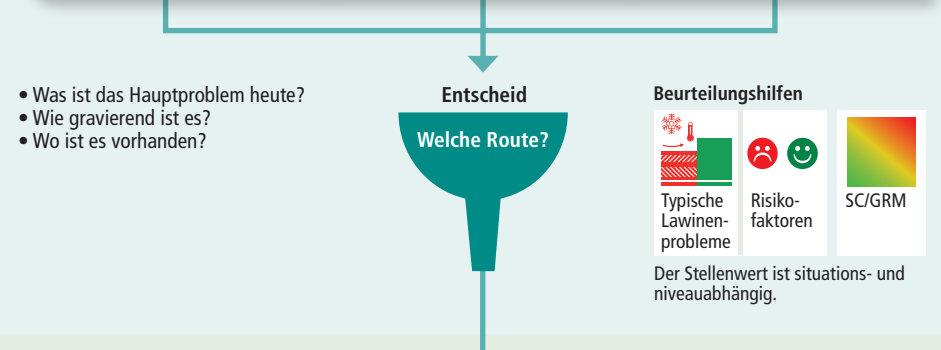 • Was ist das Hauptproblem heute?
• Wie gravierend ist es?
• Wo ist es vorhanden?
Entscheid
Welche Route?
Beurteilungshilfen
Typische
Lawinen-
probleme
Risiko-
faktoren
SC/GRM
Der Stellenwert ist situations- und
niveauabhängig.